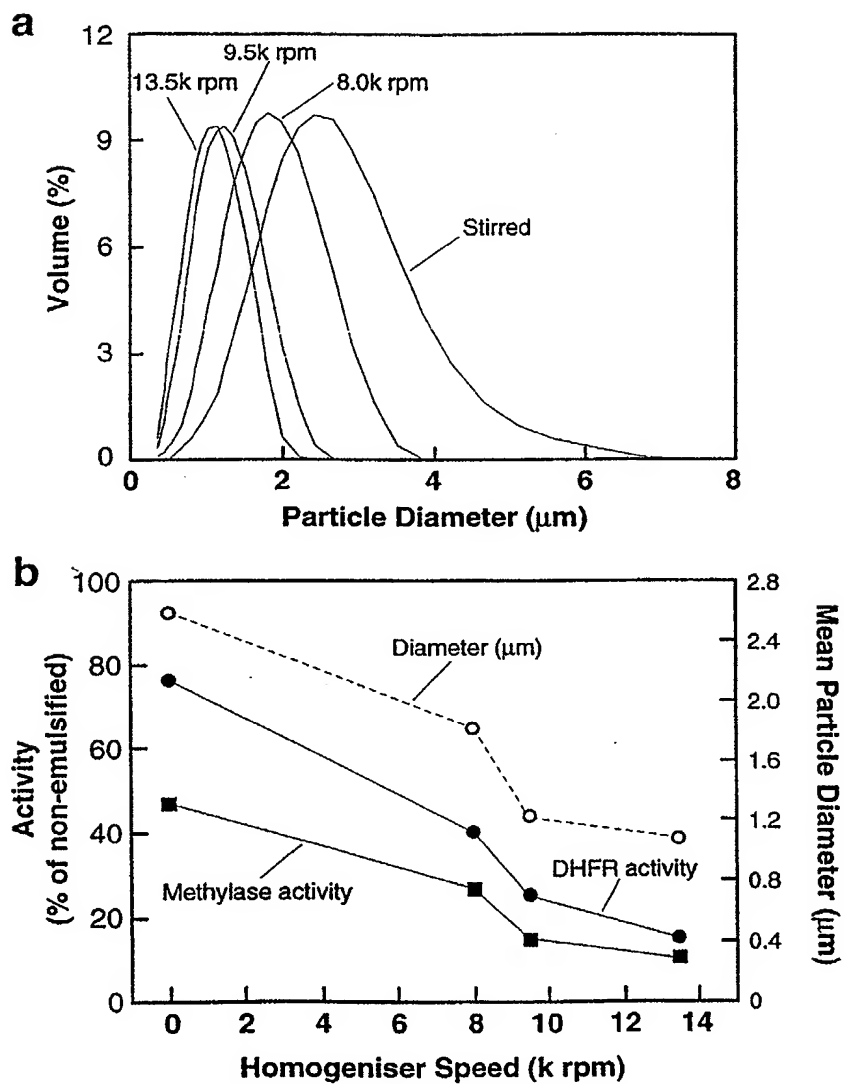 a
12
9
6
3
0
Volume (%)
13.5k rpm
9.5k rpm
8.0k rpm
Stirred
0
2
4
6
8
Particle Diameter (μm)
b
100
80
60
40
20
0
Activity
(% of non-emulsified)
Diameter (μm)
Methylase activity
DHFR activity
2.8
2.4
2.0
1.6
1.2
0.8
0.4
0
Mean Particle Diameter (μm)
0
2
4
6
8
10
12
14
Homogeniser Speed (k rpm)